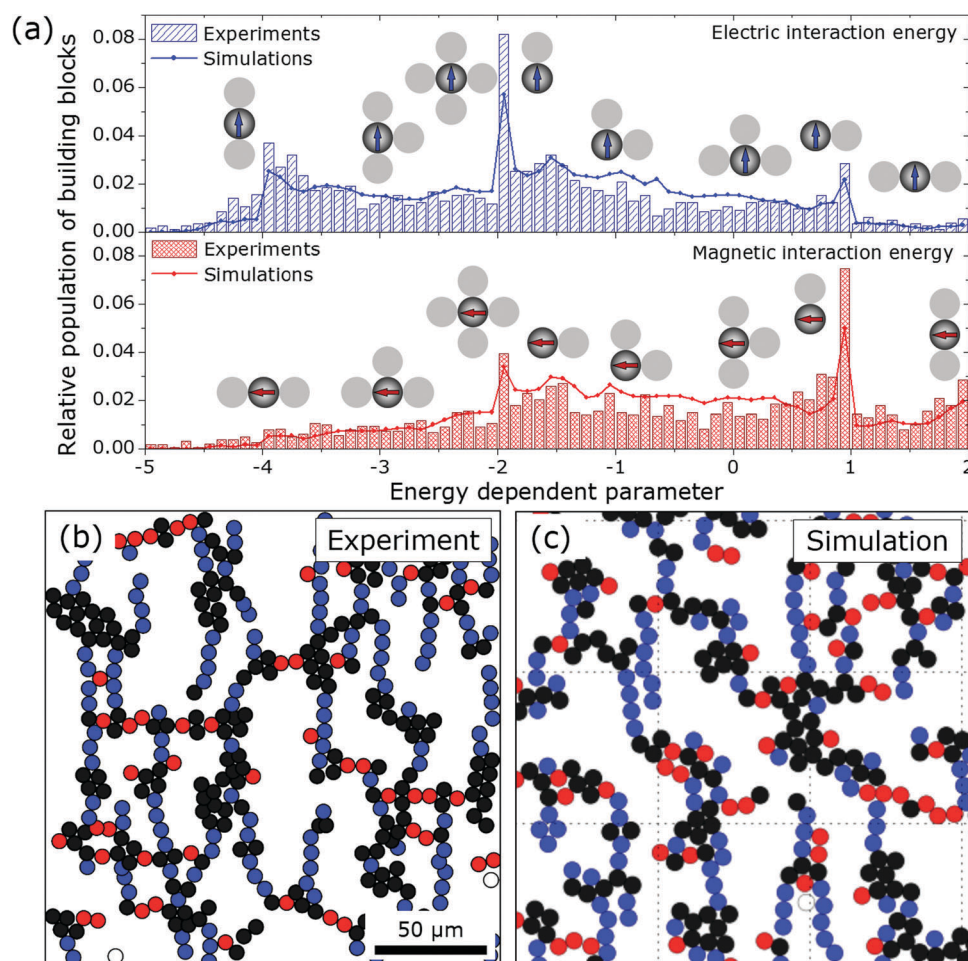 (a)
Relative population of building blocks
0.08
0.06
0.04
0.02
0.00
Experiments
Simulations
Electric interaction energy
0.08
0.06
0.04
0.02
0.00
Experiments
Simulations
Magnetic interaction energy
-5 -4 -3 -2 -1 0 1 2
Energy dependent parameter
(b) Experiment
50 μm
(c) Simulation